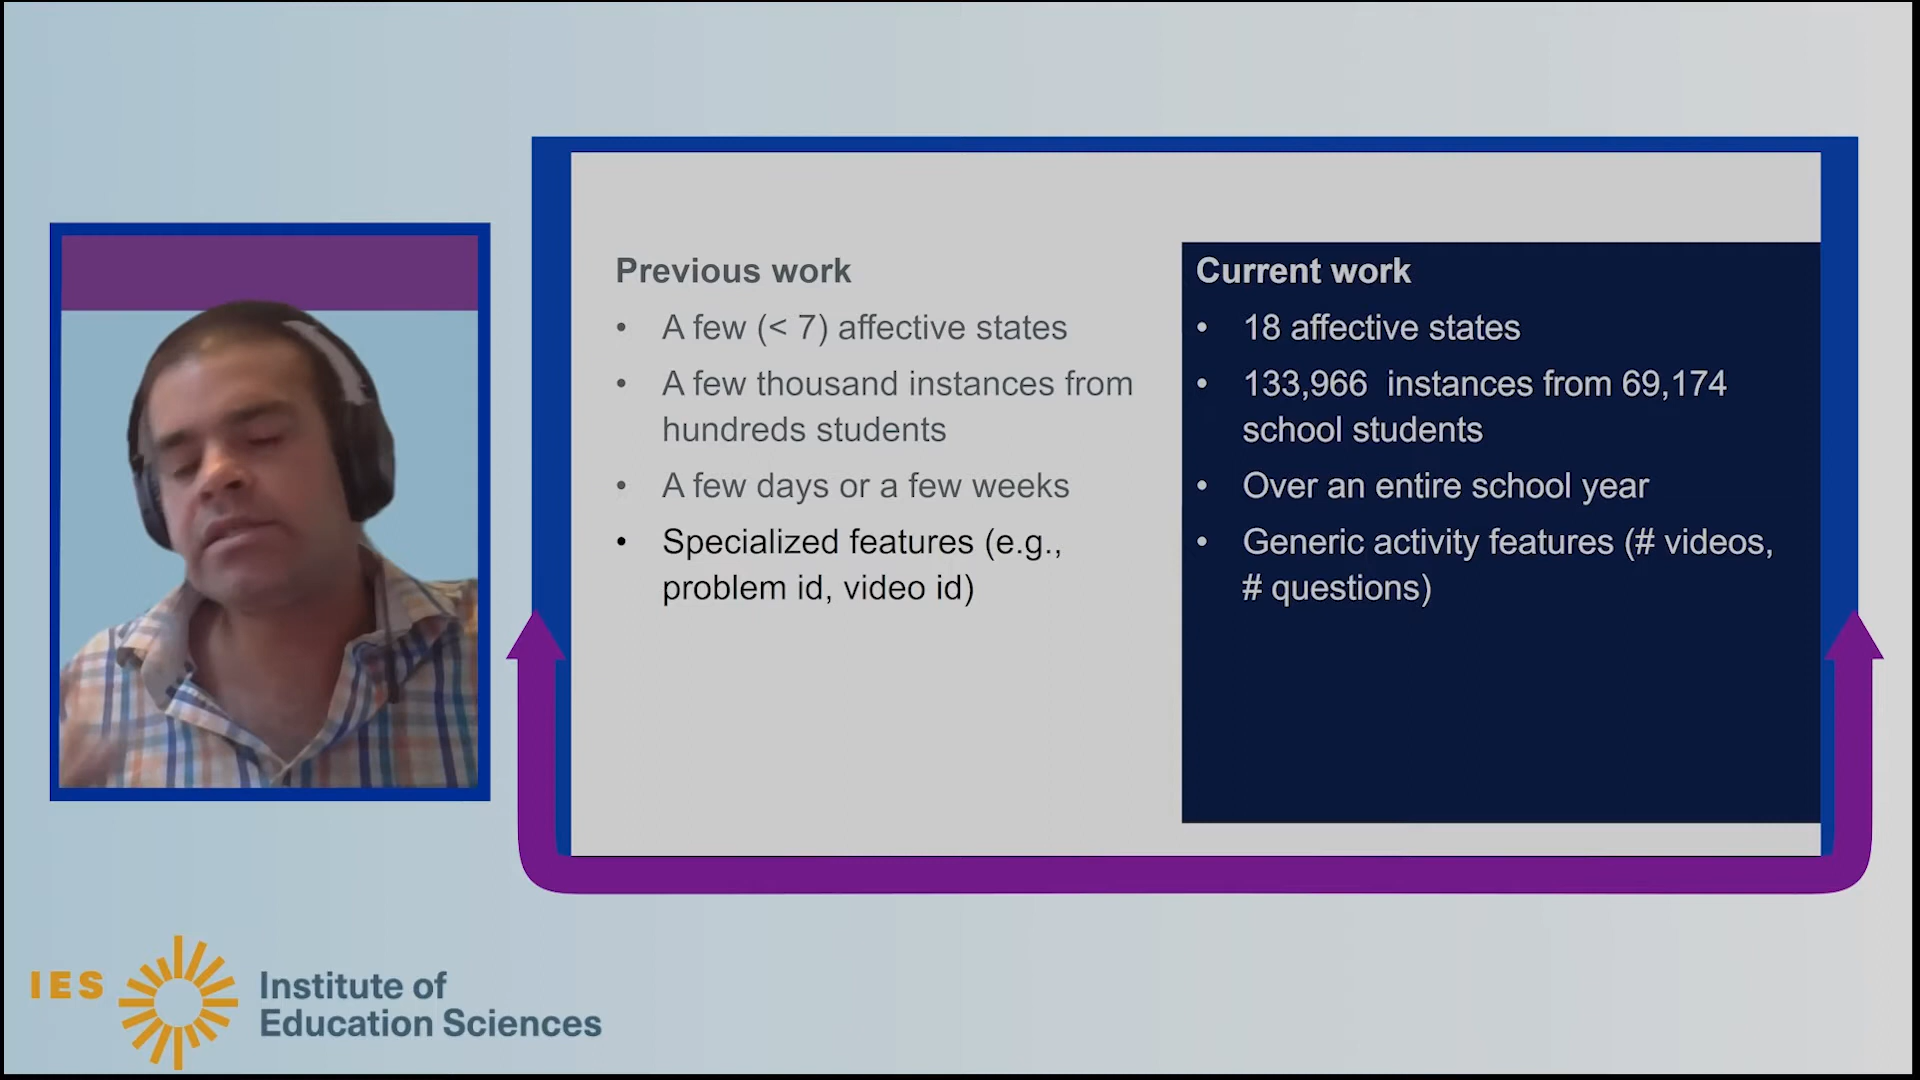 Previous work
• A few (< 7) affective states
• A few thousand instances from
hundreds students
• A few days or a few weeks
• Specialized features (e.g.,
problem id, video id)
Current work
• 18 affective states
• 133,966 instances from 69,174
school students
• Over an entire school year
• Generic activity features (# videos,
# questions)
IES
Institute of
Education Sciences